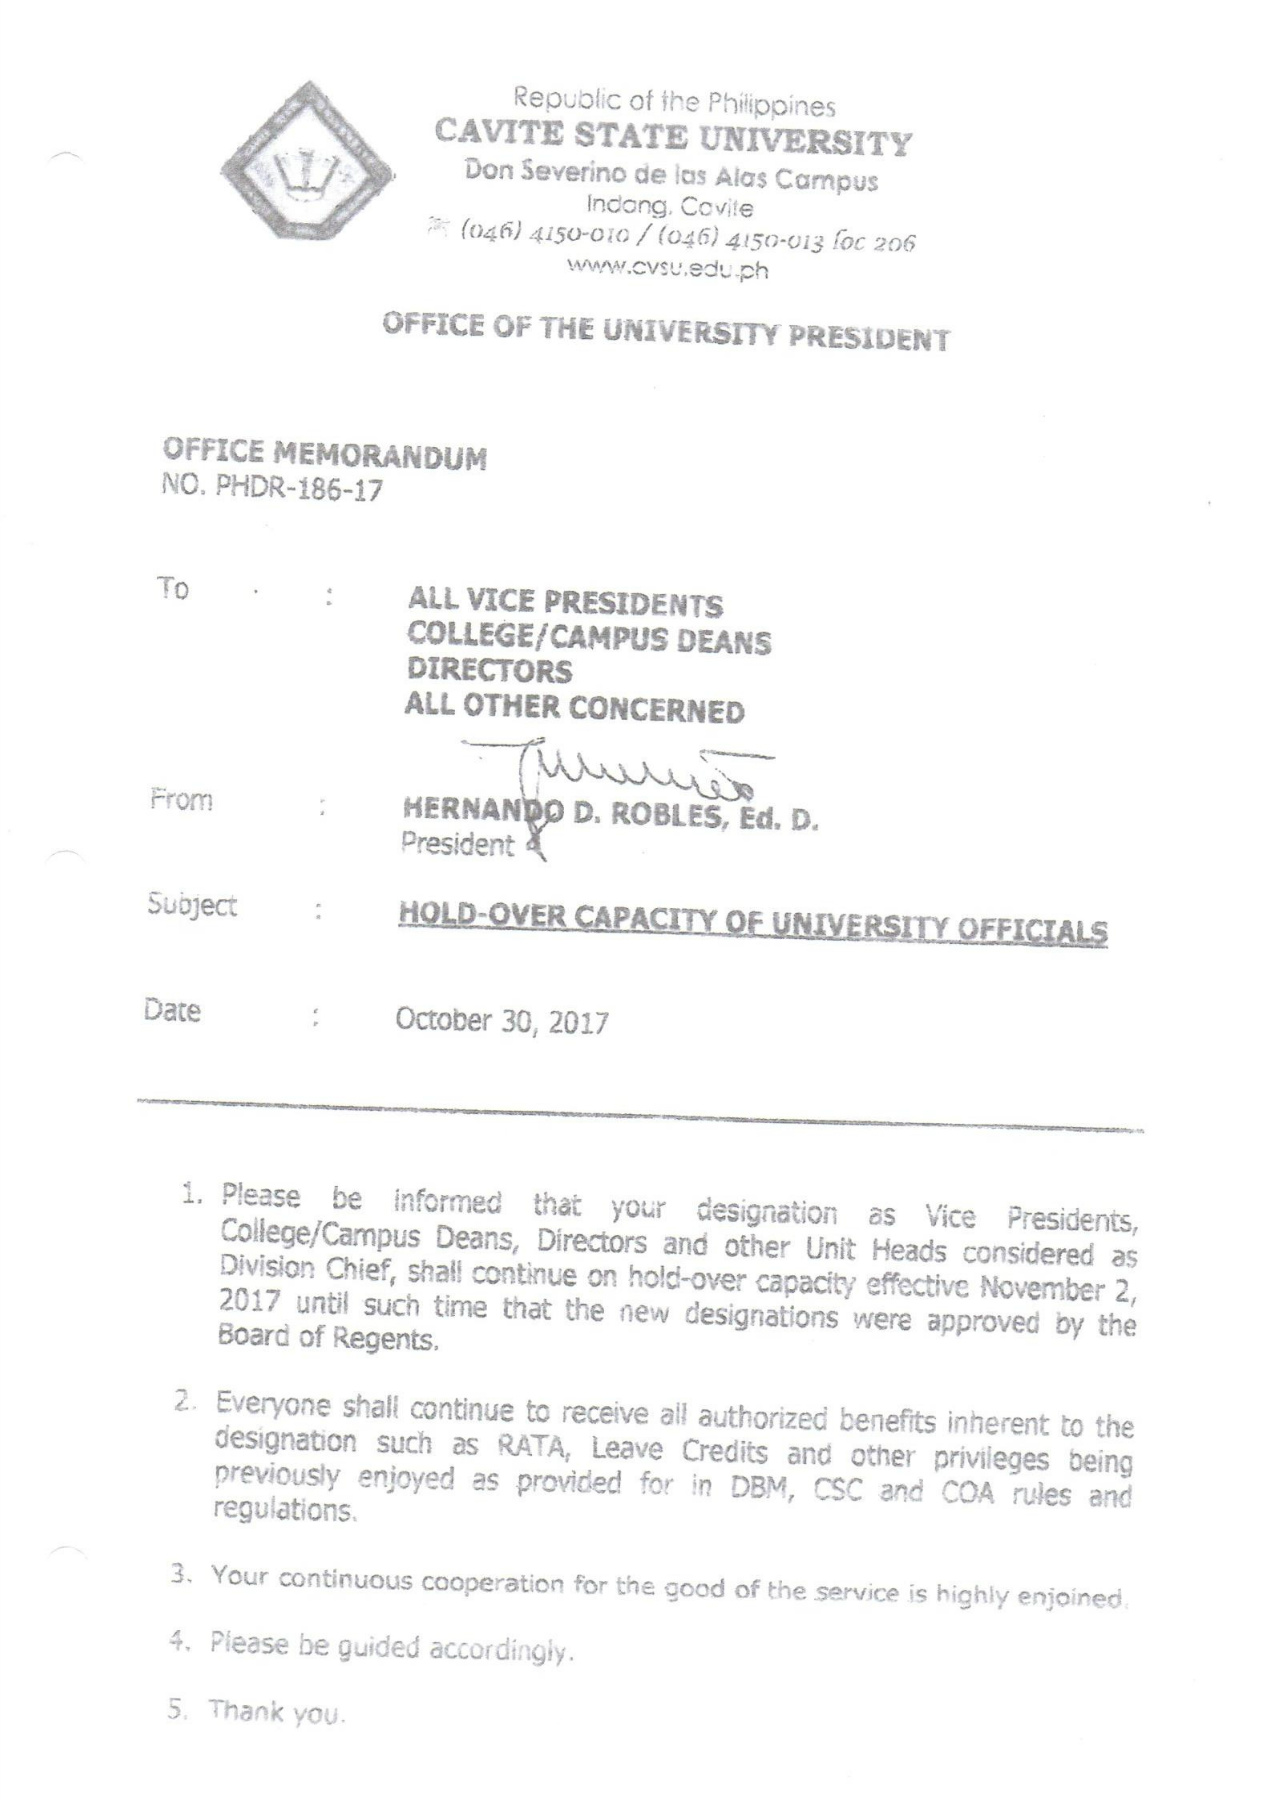 Republic of the Philippines
CAVITE STATE UNIVERSITY
Don Severino de las Alas Campus
Indang, Cavite
(046) 4150-010 / (046) 4150-013 loc 206
www.cvsu.edu.ph
OFFICE OF THE UNIVERSITY PRESIDENT
OFFICE MEMORANDUM
NO. PHDR-186-17
To : ALL VICE PRESIDENTS
COLLEGE/CAMPUS DEANS
DIRECTORS
ALL OTHER CONCERNED
From : HERNANDO D. ROBLES, Ed. D.
President
Subject : HOLD-OVER CAPACITY OF UNIVERSITY OFFICIALS
Date : October 30, 2017
1. Please be informed that your designation as Vice Presidents,
College/Campus Deans, Directors and other Unit Heads considered as
Division Chief, shall continue on hold-over capacity effective November 2,
2017 until such time that the new designations were approved by the
Board of Regents.
2. Everyone shall continue to receive all authorized benefits inherent to the
designation such as RATA, Leave Credits and other privileges being
previously enjoyed as provided for in DBM, CSC and COA rules and
regulations.
3. Your continuous cooperation for the good of the service is highly enjoined.
4. Please be guided accordingly.
5. Thank you.